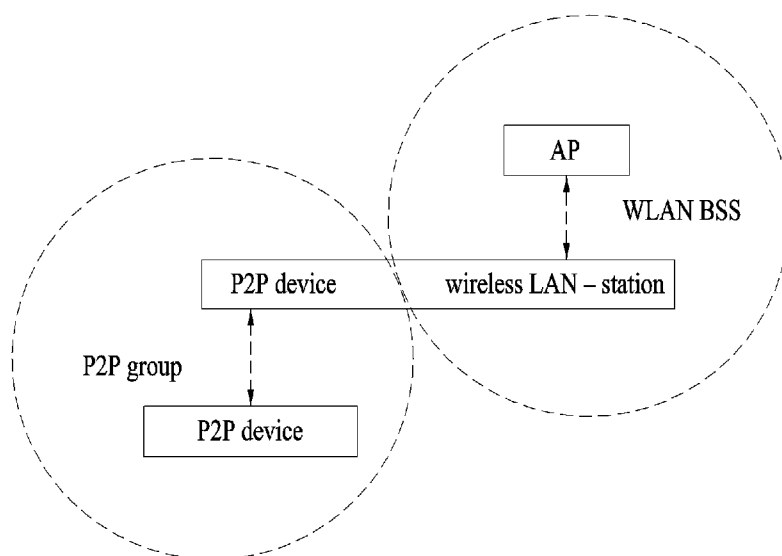 AP
WLAN BSS
P2P device
wireless LAN – station
P2P group
P2P device